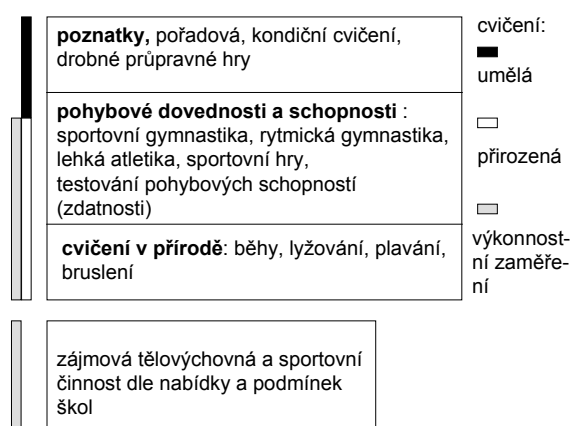 poznatky, pořadová, kondiční cvičení,
drobné průpravné hry
pohybové dovednosti a schopnosti :
sportovní gymnastika, rytmická gymnastika,
lehká atletika, sportovní hry,
testování pohybových schopností
(zdatnosti)
cvičení v přírodě: běhy, lyžování, plavání,
bruslení
cvičení:
umělá
přirozená
výkonnost-
ní zaměře-
ní
zájmová tělovýchovná a sportovní
činnost dle nabídky a podmínek
škol